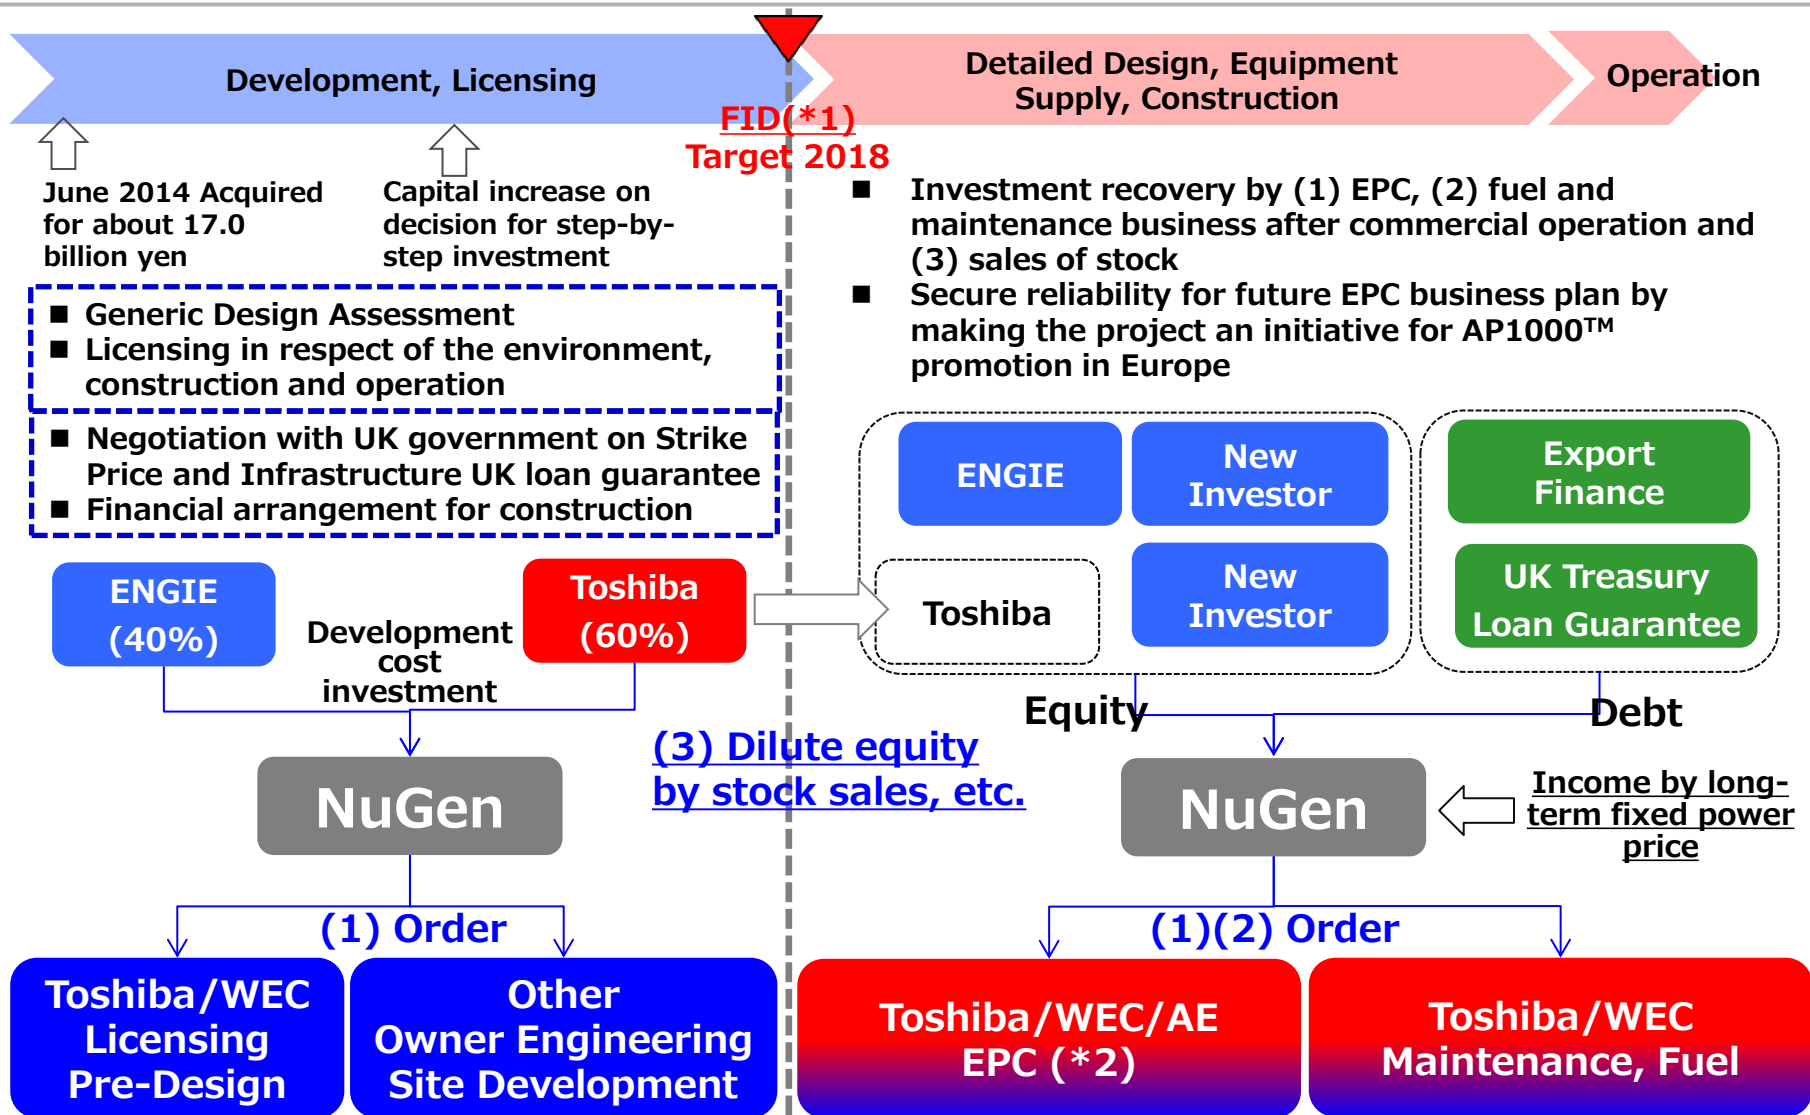 Development, Licensing
Detailed Design, Equipment
Supply, Construction
Operation
FID(*1)
Target 2018
June 2014 Acquired
for about 17.0
billion yen
Capital increase on
decision for step-by-
step investment
■ Generic Design Assessment
■ Licensing in respect of the environment,
construction and operation
■ Negotiation with UK government on Strike
Price and Infrastructure UK loan guarantee
■ Financial arrangement for construction
■ Investment recovery by (1) EPC, (2) fuel and
maintenance business after commercial operation and
(3) sales of stock
■ Secure reliability for future EPC business plan by
making the project an initiative for AP1000™
promotion in Europe
ENGIE
(40%)
Development
cost
investment
Toshiba
(60%)
ENGIE
New
Investor
Toshiba
New
Investor
Export
Finance
UK Treasury
Loan Guarantee
Equity
Debt
(3) Dilute equity
by stock sales, etc.
NuGen
NuGen
Income by long-
term fixed power
price
(1) Order
(1)(2) Order
Toshiba/WEC
Licensing
Pre-Design
Other
Owner Engineering
Site Development
Toshiba/WEC/AE
EPC (*2)
Toshiba/WEC
Maintenance, Fuel